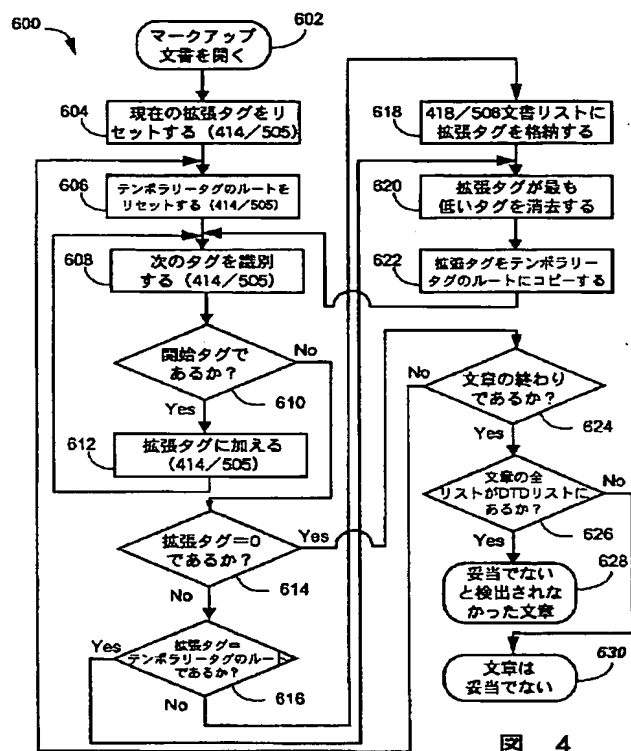 600
マークアップ
文書を開く
602
604
現在の拡張タグをリ
セットする（414／505）
606
テンポラリータグのルートを
リセットする（414／505）
608
次のタグを識別
する（414／505）
開始タグで
あるか？
610
No
Yes
612
拡張タグに加える
（414／505）
拡張タグ＝0
であるか？
614
Yes
No
拡張タグ＝
テンポラリータグのルート
であるか？
616
Yes
No
618
418／508文書リストに
拡張タグを格納する
620
拡張タグが最も
低いタグを消去する
622
拡張タグをテンポラリー
タグのルートにコピーする
No
文章の終わり
であるか？
624
Yes
文章の全
リストがDTDリストに
あるか？
626
No
Yes
妥当でない
と検出されな
かった文章
628
文章は
妥当でない
630
図 4